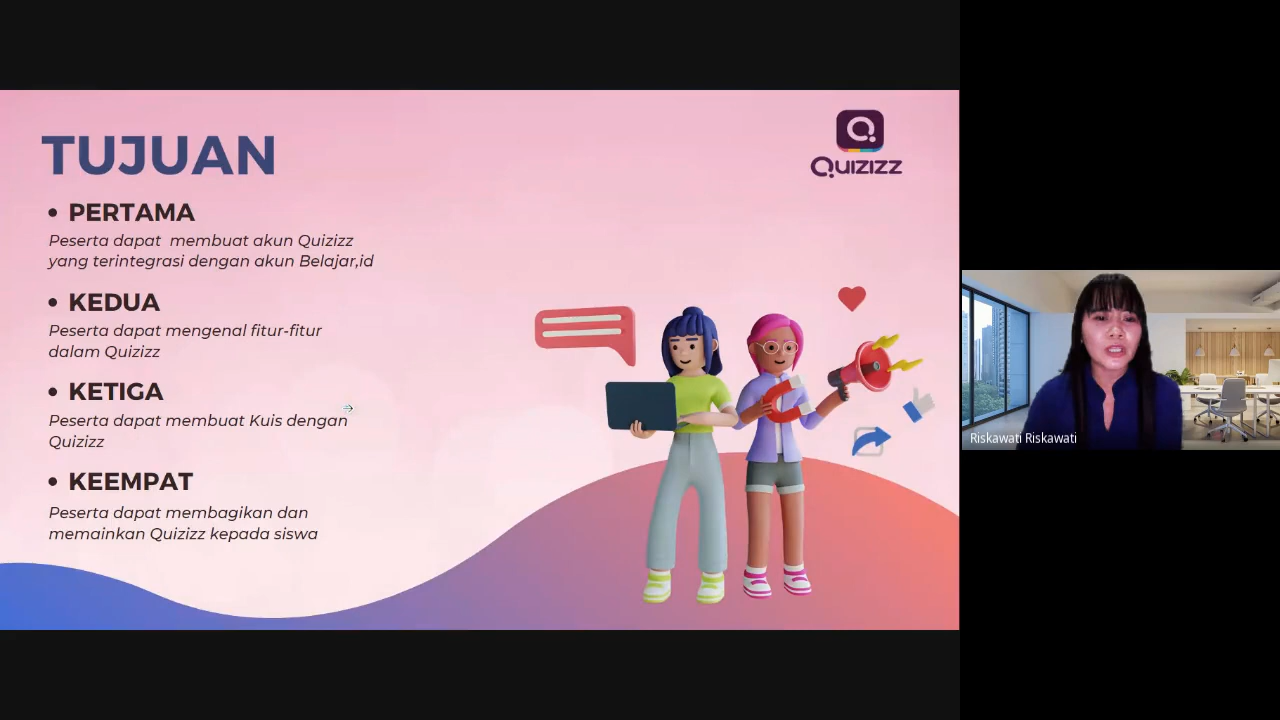 TUJUAN
Quizizz
• PERTAMA
Peserta dapat membuat akun Quizizz
yang terintegrasi dengan akun Belajar,id
• KEDUA
Peserta dapat mengenal fitur-fitur
dalam Quizizz
• KETIGA
Peserta dapat membuat Kuis dengan
Quizizz
• KEEMPAT
Peserta dapat membagikan dan
memainkan Quizizz kepada siswa
Riskawati Riskawati